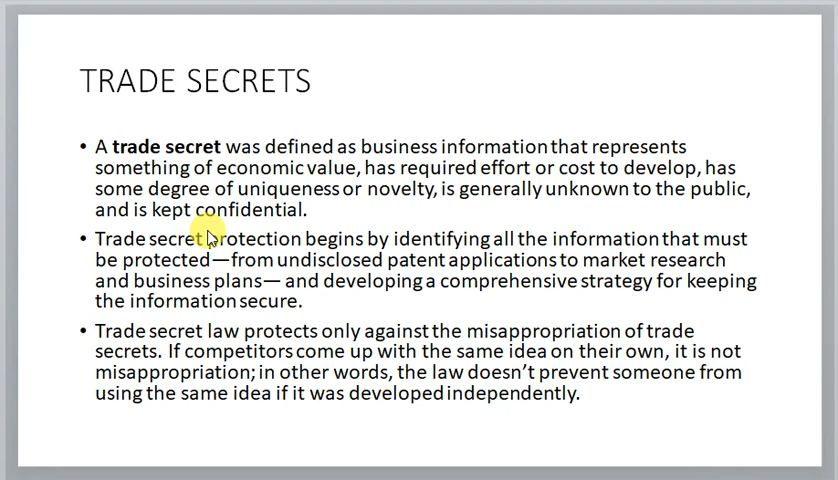 TRADE SECRETS
• A trade secret was defined as business information that represents
something of economic value, has required effort or cost to develop, has
some degree of uniqueness or novelty, is generally unknown to the public,
and is kept confidential.
• Trade secret protection begins by identifying all the information that must
be protected—from undisclosed patent applications to market research
and business plans— and developing a comprehensive strategy for keeping
the information secure.
• Trade secret law protects only against the misappropriation of trade
secrets. If competitors come up with the same idea on their own, it is not
misappropriation; in other words, the law doesn’t prevent someone from
using the same idea if it was developed independently.